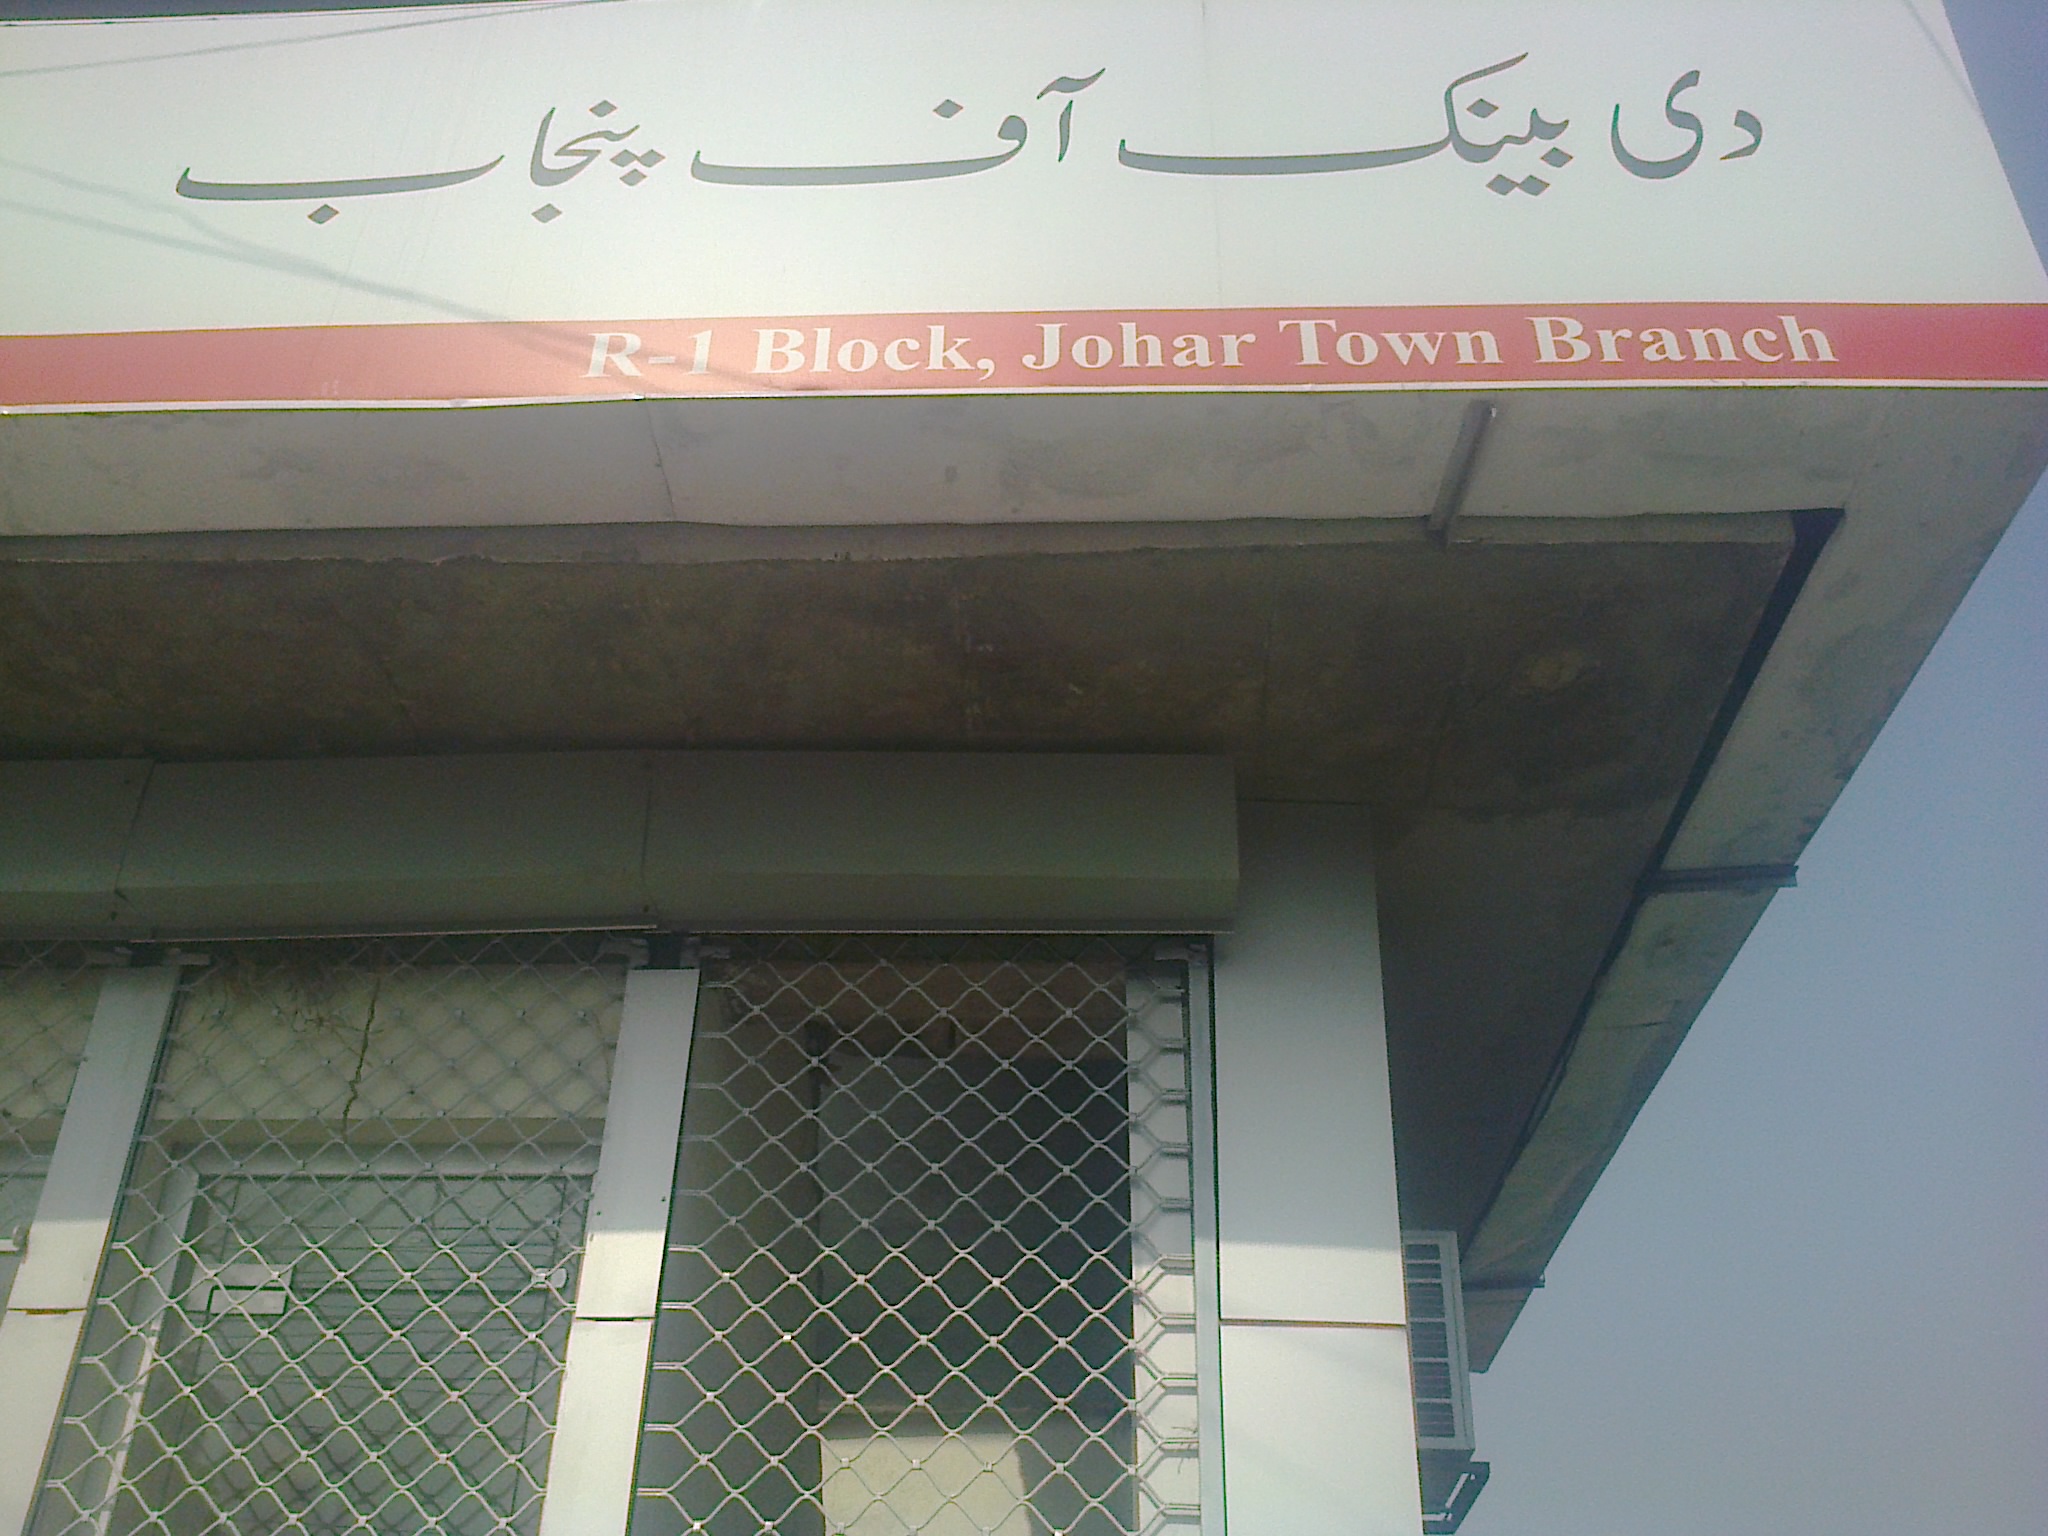 دی بینک آف پنجاب
R-1 Block, Johar Town Branch